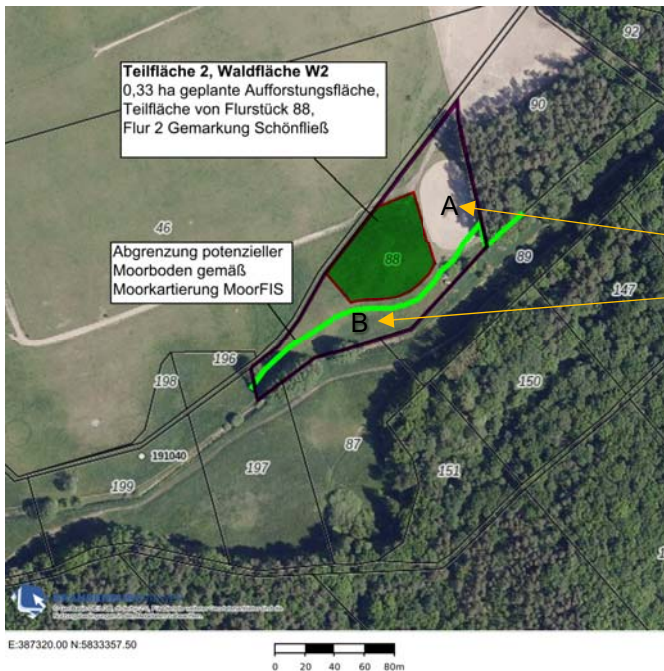 Teilfläche 2, Waldfläche W2
0,33 ha geplante Aufforstungsfläche,
Teilfläche von Flurstück 88,
Flur 2 Gemarkung Schönfließ
92
90
46
A
88
89
Abgrenzung potenzieller
Moorboden gemäß
Moorkartierung MoorFIS
147
B
196
198
150
87
191040
151
197
199
E:387320.00 N:5833357.50
0 20 40 60 80m